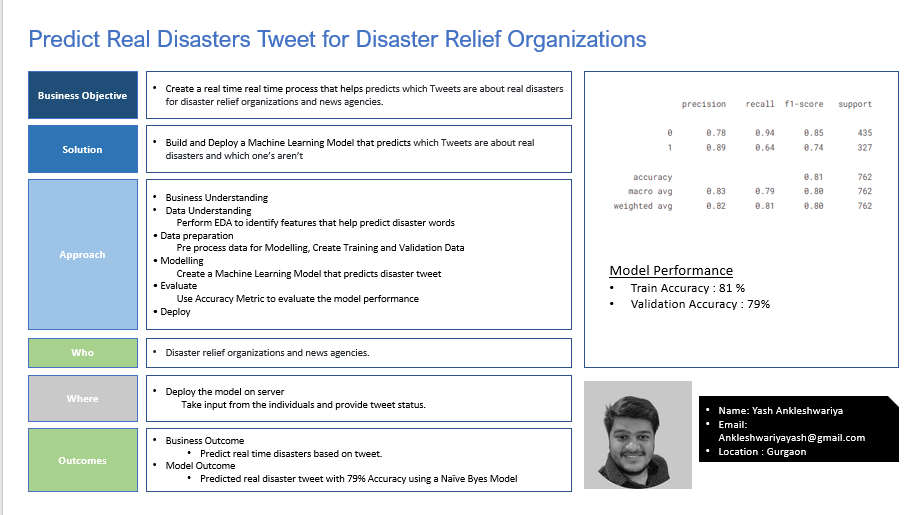 Predict Real Disasters Tweet for Disaster Relief Organizations
Business Objective
• Create a real time real time process that helps predicts which Tweets are about real disasters
for disaster relief organizations and news agencies.
Solution
• Build and Deploy a Machine Learning Model that predicts which Tweets are about real
disasters and which one's aren't
Approach
• Business Understanding
• Data Understanding
Perform EDA to identify features that help predict disaster words
• Data preparation
Pre process data for Modelling, Create Training and Validation Data
• Modelling
Create a Machine Learning Model that predicts disaster tweet
• Evaluate
Use Accuracy Metric to evaluate the model performance
• Deploy
Who
• Disaster relief organizations and news agencies.
Where
• Deploy the model on server
Take input from the individuals and provide tweet status.
Outcomes
• Business Outcome
• Predict real time disasters based on tweet.
• Model Outcome
• Predicted real disaster tweet with 79% Accuracy using a Naïve Byes Model
precision recall f1-score support
0 0.78 0.94 0.85 435
1 0.89 0.64 0.74 327
accuracy 0.81 762
macro avg 0.83 0.79 0.80 762
weighted avg 0.82 0.81 0.80 762
Model Performance
• Train Accuracy : 81 %
• Validation Accuracy : 79%
• Name: Yash Ankleshwariya
• Email:
Ankleshwariyayash@gmail.com
• Location : Gurgaon